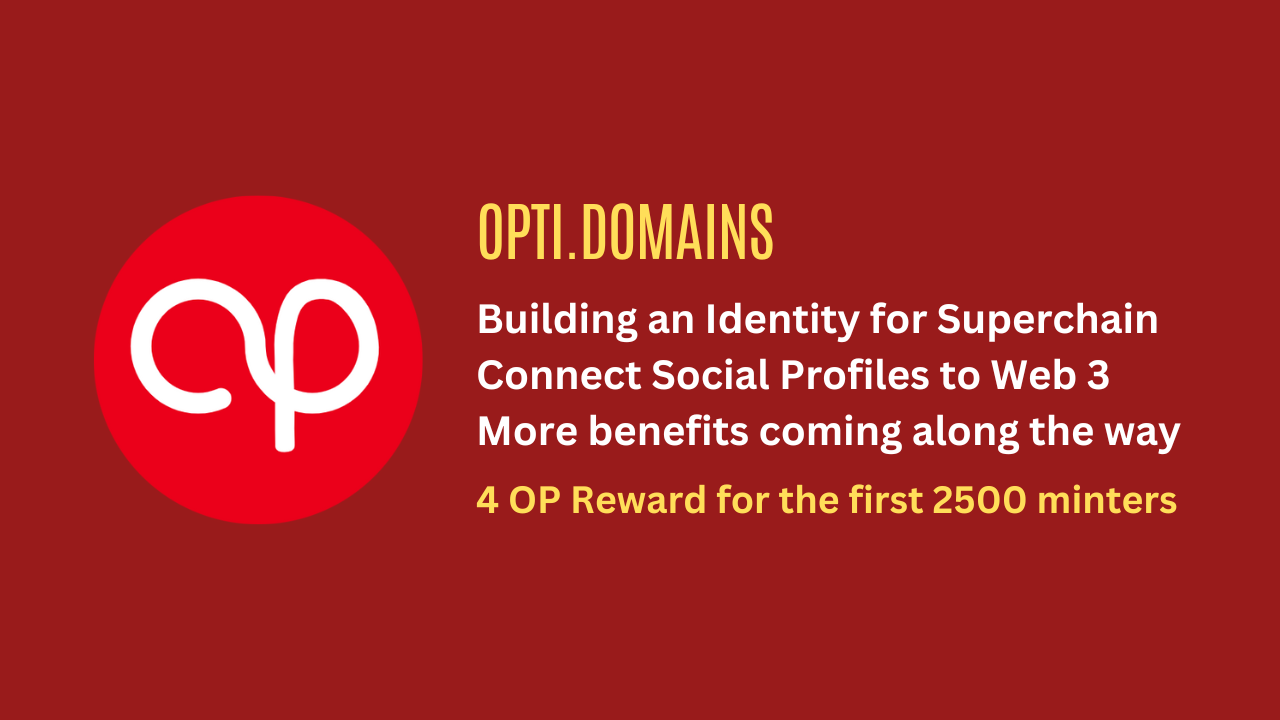 OPTI.DOMAINS
Building an Identity for Superchain
Connect Social Profiles to Web 3
More benefits coming along the way
4 OP Reward for the first 2500 minters